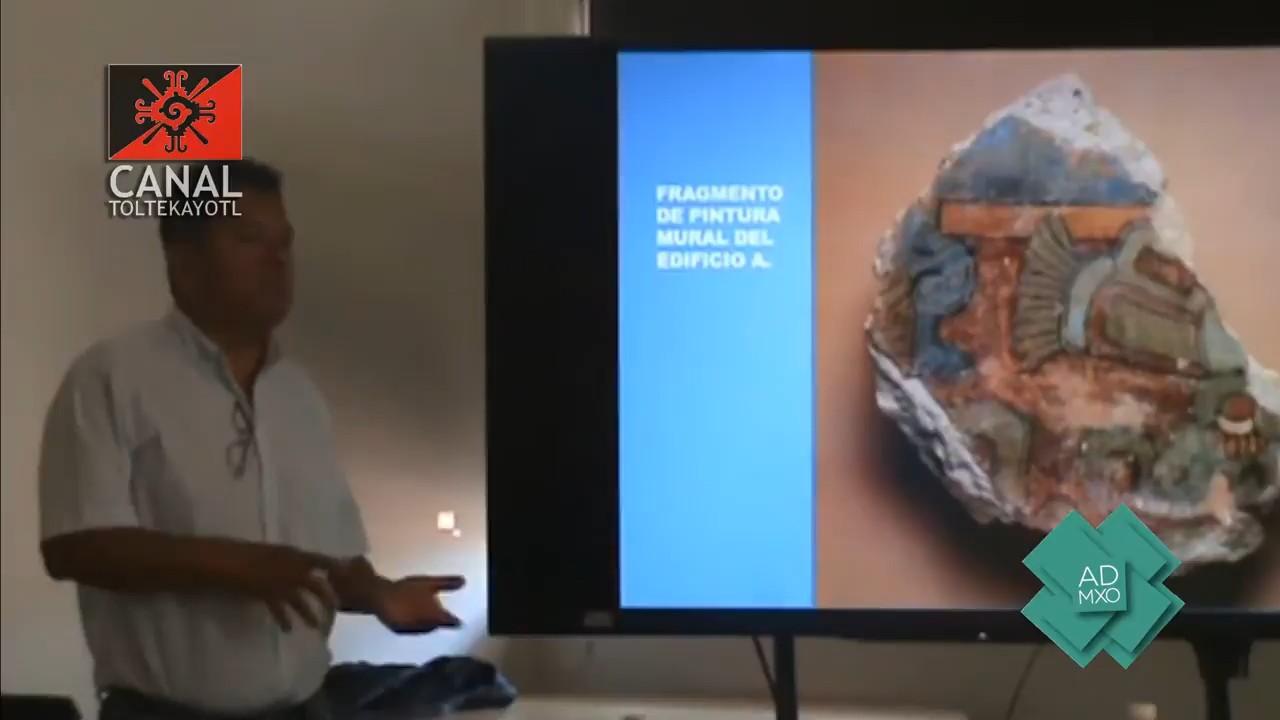 CANAL
TOLTEKAYOTL
FRAGMENTO
DE PINTURA
MURAL DEL
EDIFICIO A.
AD
MXO